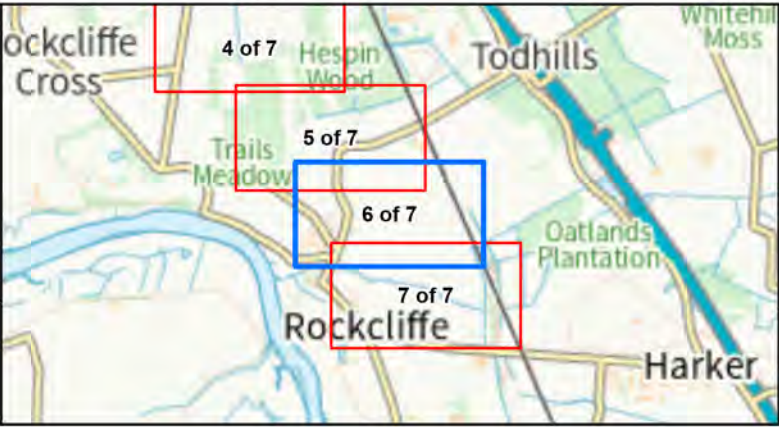 Whitehill
Moss
ockcliffe
Cross
4 of 7
Hespin
Wood
Todhills
5 of 7
Trails
Meadow
6 of 7
Oatlands
Plantation
7 of 7
Rockcliffe
Harker